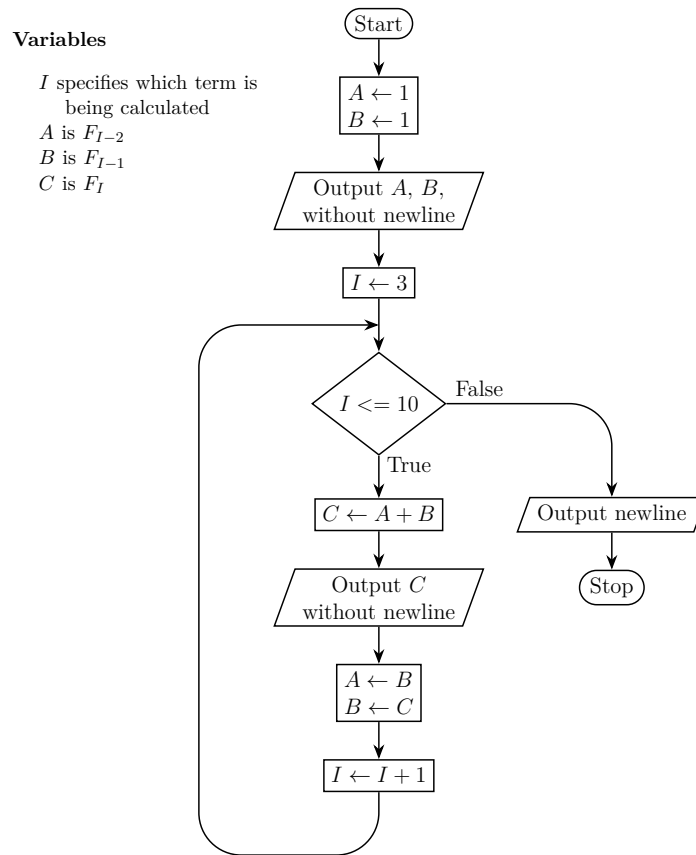 Variables
I specifies which term is
being calculated
A is F_{I−2}
B is F_{I−1}
C is F_I
Start
A ← 1
B ← 1
Output A, B,
without newline
I ← 3
I <= 10
False
True
C ← A + B
Output newline
Output C
without newline
Stop
A ← B
B ← C
I ← I + 1